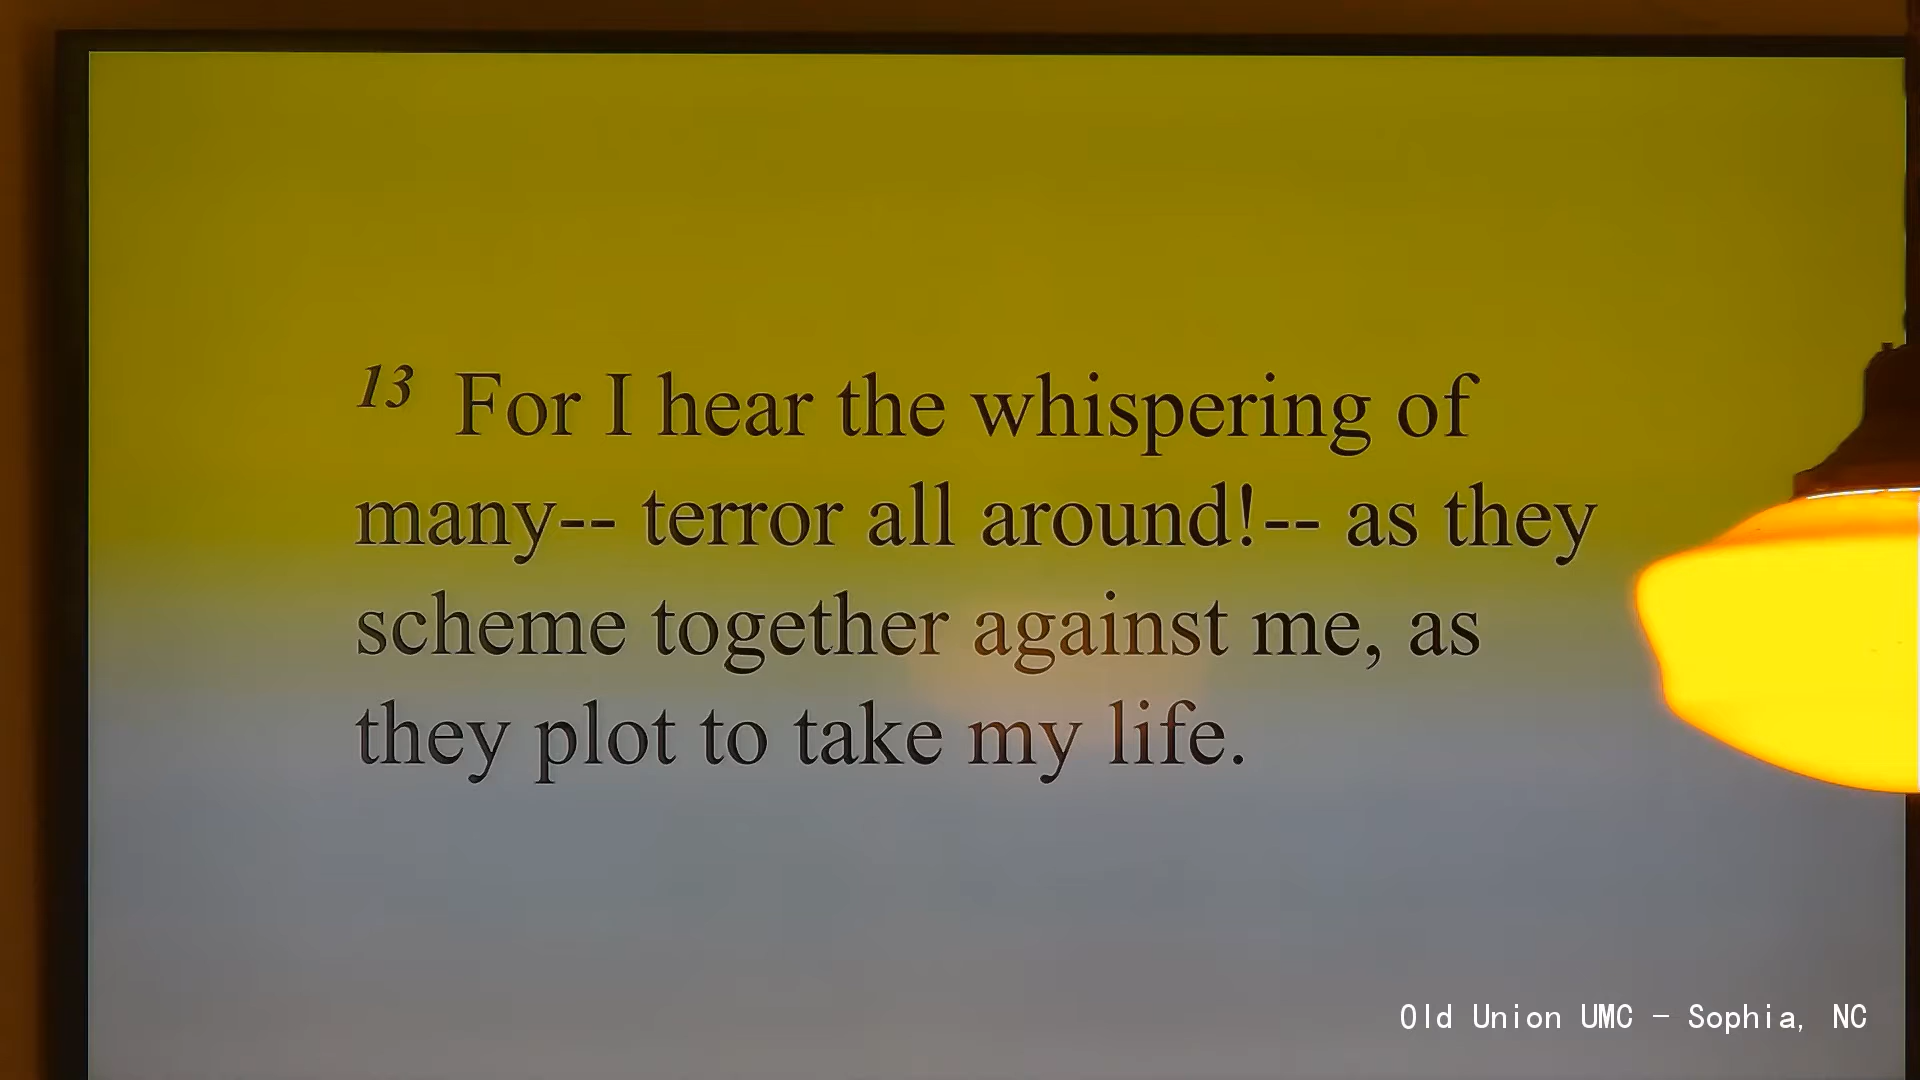 13 For I hear the whispering of
many-- terror all around!-- as they
scheme together against me, as
they plot to take my life.
Old Union UMC - Sophia, NC